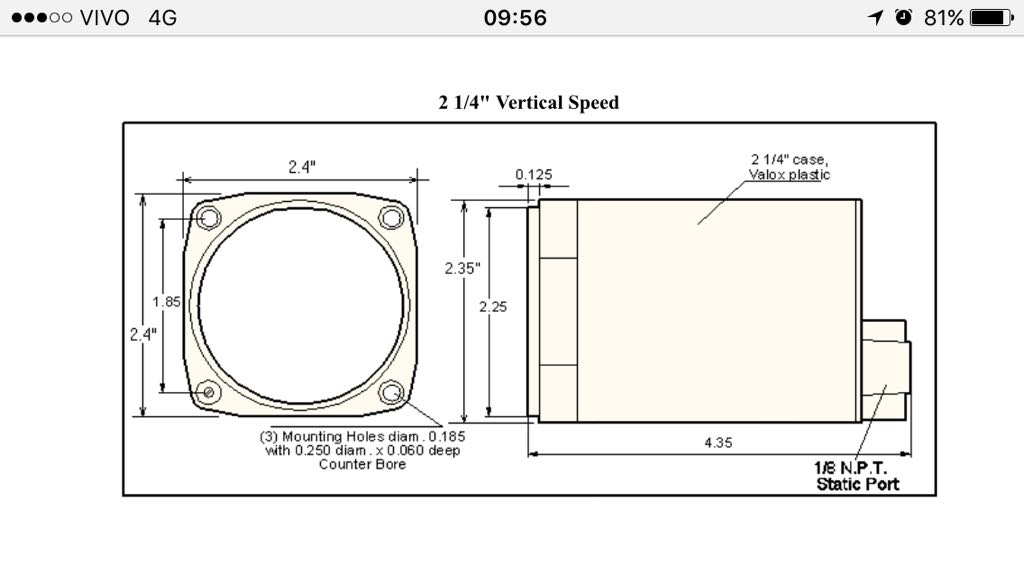 VIVO 4G
09:56
81%
2 1/4" Vertical Speed
2.4"
0.125
2 1/4" case,
Valox plastic
2.35"
2.25
1.85
2.4"
(3) Mounting Holes diam. 0.185
with 0.250 diam. x 0.060 deep
Counter Bore
4.35
1/8 N.P.T.
Static Port